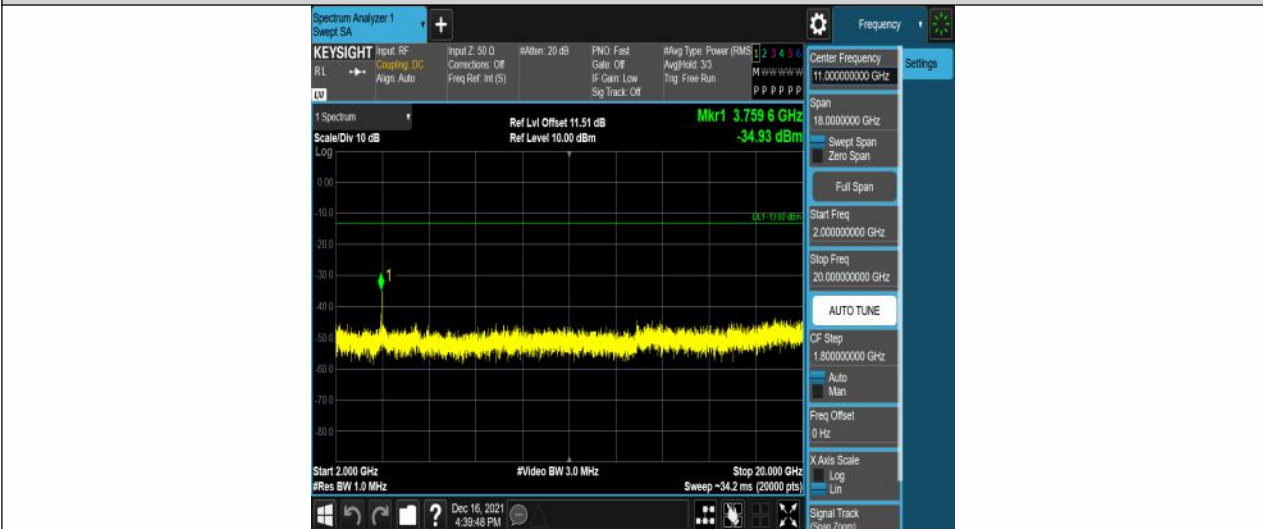 Spectrum Analyzer 1
Swept SA
Frequency
KEYSIGHT
RL
LV
Input: RF
Coupling: DC
Align: Auto
Input Z: 50 Ω
Corrections: Off
Freq Ref: Int (S)
#Atten: 20 dB
PNO: Fast
Gate: Off
IF Gain: Low
Sig Track: Off
#Avg Type: Power (RMS
Avg|Hold: 3/3
Trig: Free Run
1 2 3 4 5 6
M W W W W W
P P P P P P
1 Spectrum
Scale/Div 10 dB
Log
Ref Lvl Offset 11.51 dB
Ref Level 10.00 dBm
Mkr1 3.759 6 GHz
-34.93 dBm
0.00
-10.0
-20.0
-30.0
-40.0
-50.0
-60.0
-70.0
-80.0
DL1 -13.00 dBm
1
Start 2.000 GHz
#Res BW 1.0 MHz
#Video BW 3.0 MHz
Stop 20.000 GHz
Sweep ~34.2 ms (20000 pts)
?
Dec 16, 2021
4:39:48 PM
Center Frequency
11.000000000 GHz
Settings
Span
18.0000000 GHz
Swept Span
Zero Span
Full Span
Start Freq
2.000000000 GHz
Stop Freq
20.000000000 GHz
AUTO TUNE
CF Step
1.800000000 GHz
Auto
Man
Freq Offset
0 Hz
X Axis Scale
Log
Lin
Signal Track
(Span Zoom)